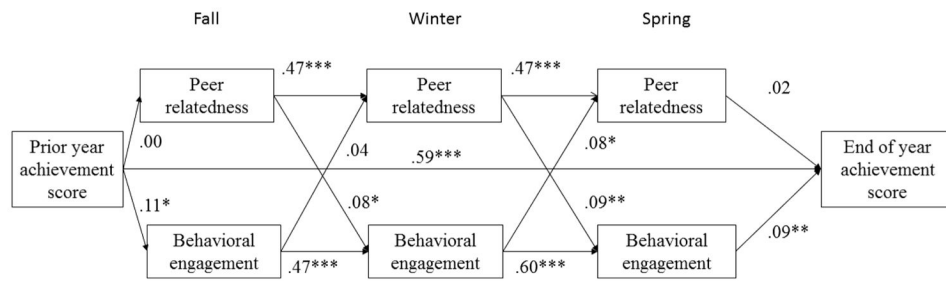 Fall
Winter
Spring
Peer
relatedness
.47***
Peer
relatedness
.47***
Peer
relatedness
.02
Prior year
achievement
score
.00
.04
.59***
.08*
End of year
achievement
score
.11*
.08*
.09**
.09**
Behavioral
engagement
.47***
Behavioral
engagement
.60***
Behavioral
engagement